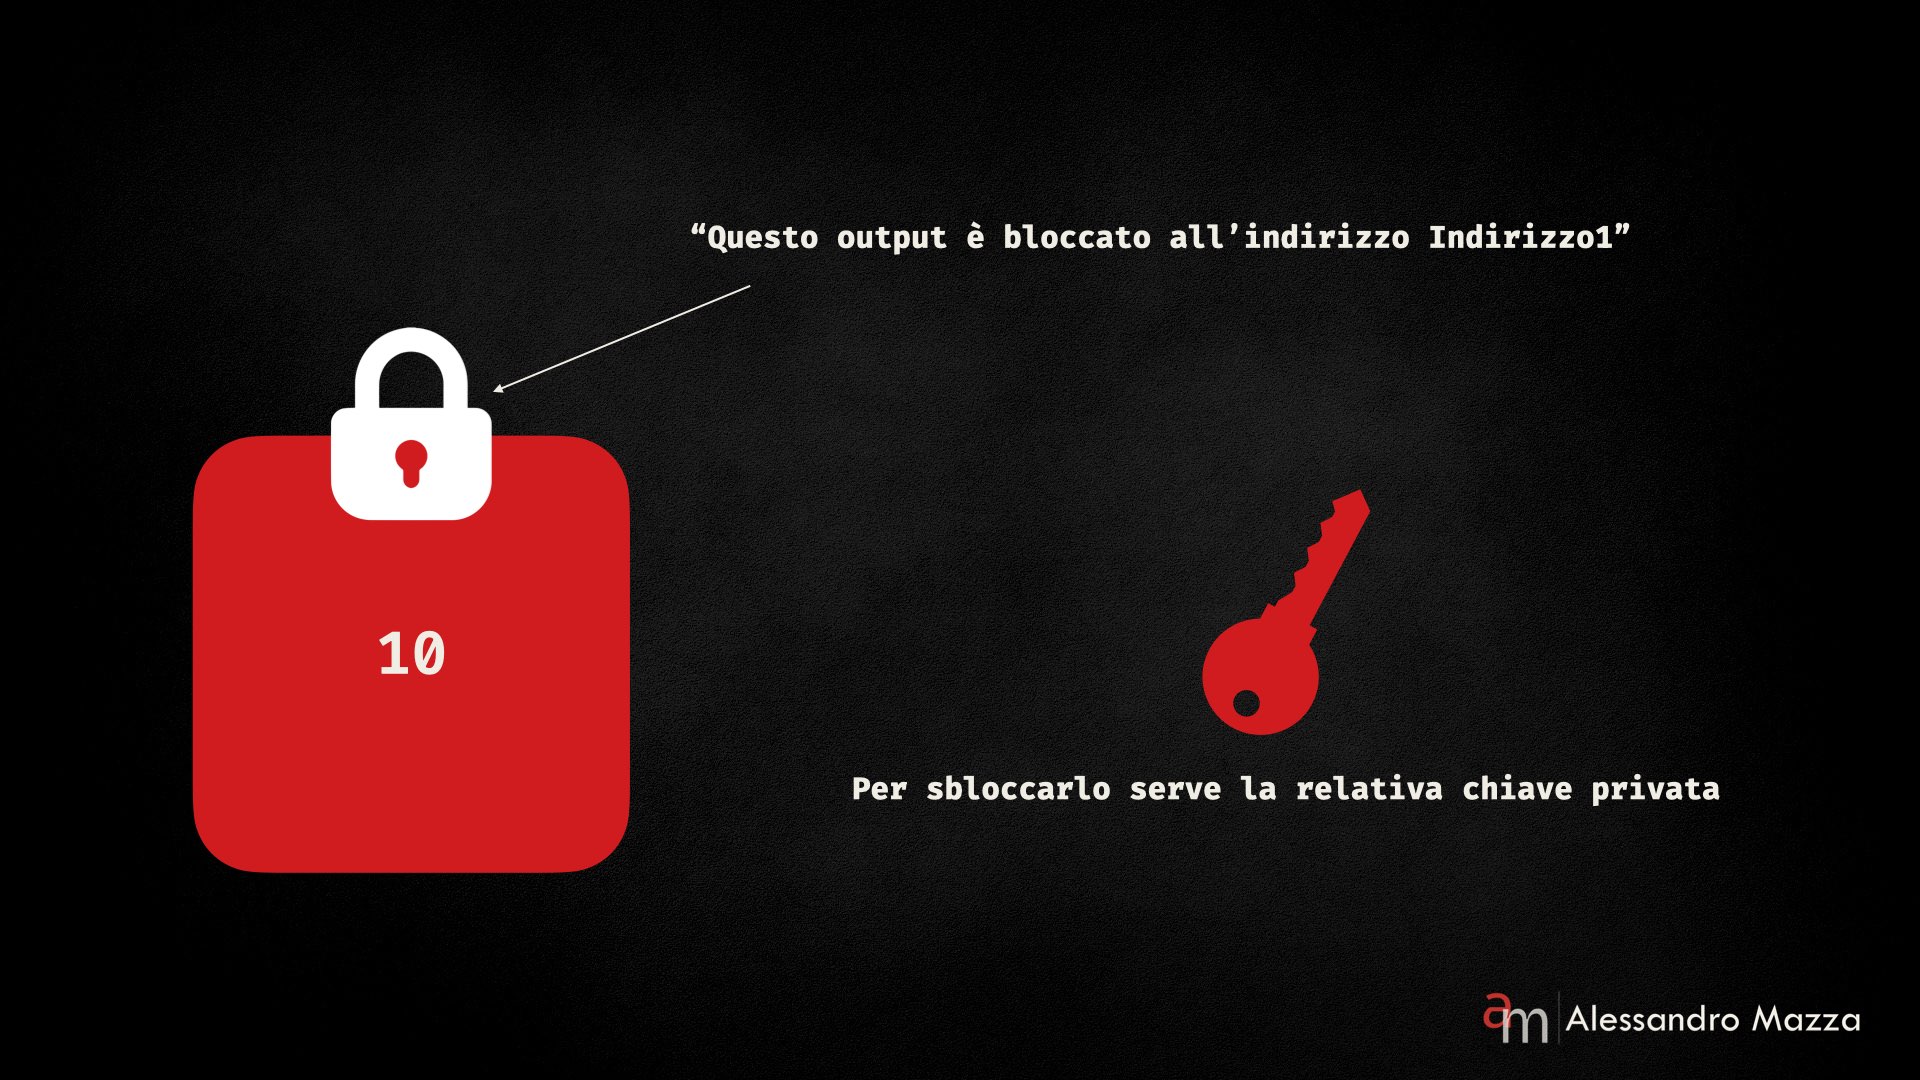 “Questo output è bloccato all’indirizzo Indirizzo1”
10
Per sbloccarlo serve la relativa chiave privata
am Alessandro Mazza